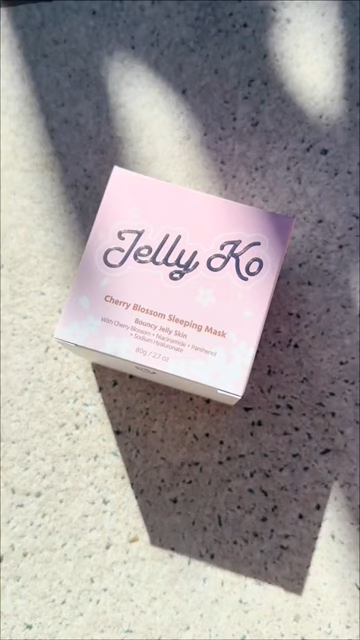 Jelly Ko
Cherry Blossom Sleeping Mask
Bouncy Jelly Skin
With Cherry Blossom + Niacinamide + Panthenol
+ Sodium Hyaluronate
80g / 2.7 oz